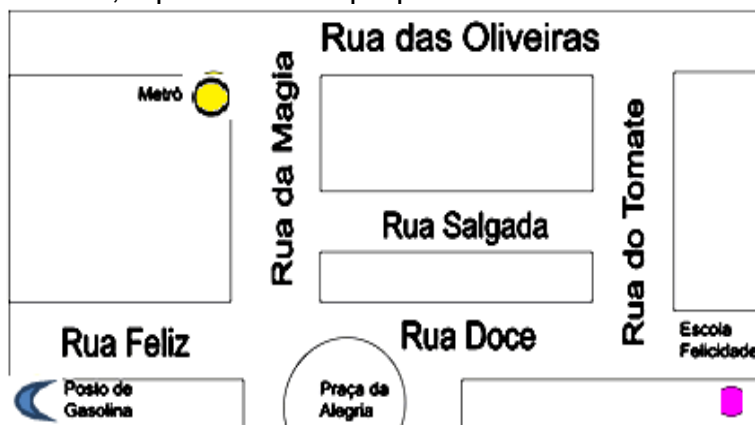 Rua das Oliveiras
Metrô
Rua da Magia
Rua do Tomate
Rua Salgada
Rua Feliz
Rua Doce
Escola
Felicidade
Posto de
Gasolina
Praça da
Alegria